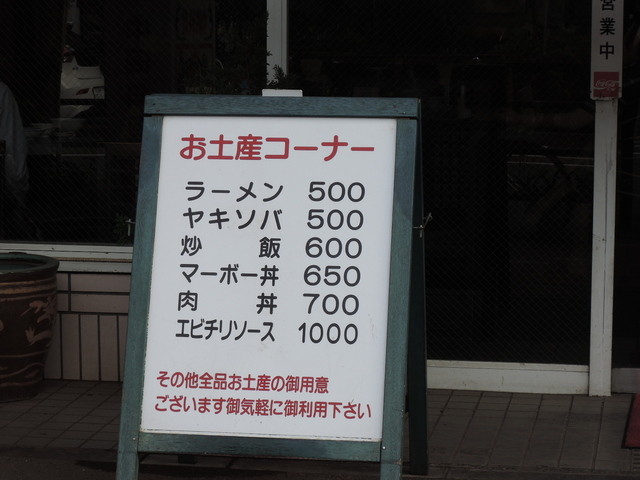 営業中
お土産コーナー
ラーメン 500
ヤキソバ 500
炒飯 600
マーボー丼 650
肉丼 700
エビチリソース 1000
その他全品お土産の御用意
ございます御気軽に御利用下さい